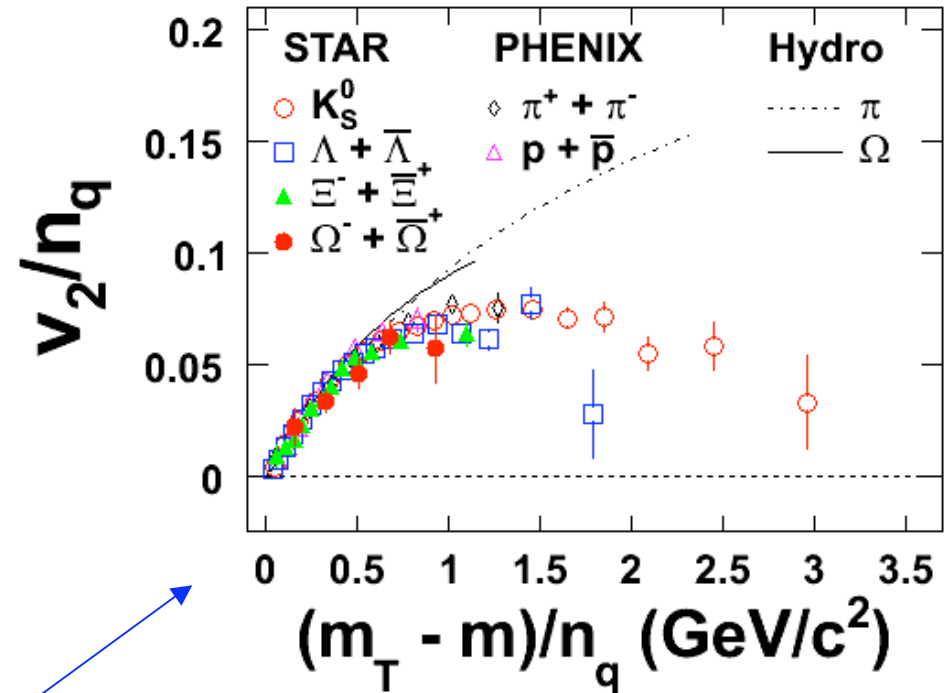 STAR PHENIX Hydro
K⁰_S π⁺ + π⁻ π
Λ + Λ̅ p + p̅ Ω
Ξ⁻ + Ξ̅⁺
Ω⁻ + Ω̅⁺
v₂/n_q
0.2
0.15
0.1
0.05
0
0 0.5 1 1.5 2 2.5 3 3.5
(m_T - m)/n_q (GeV/c²)